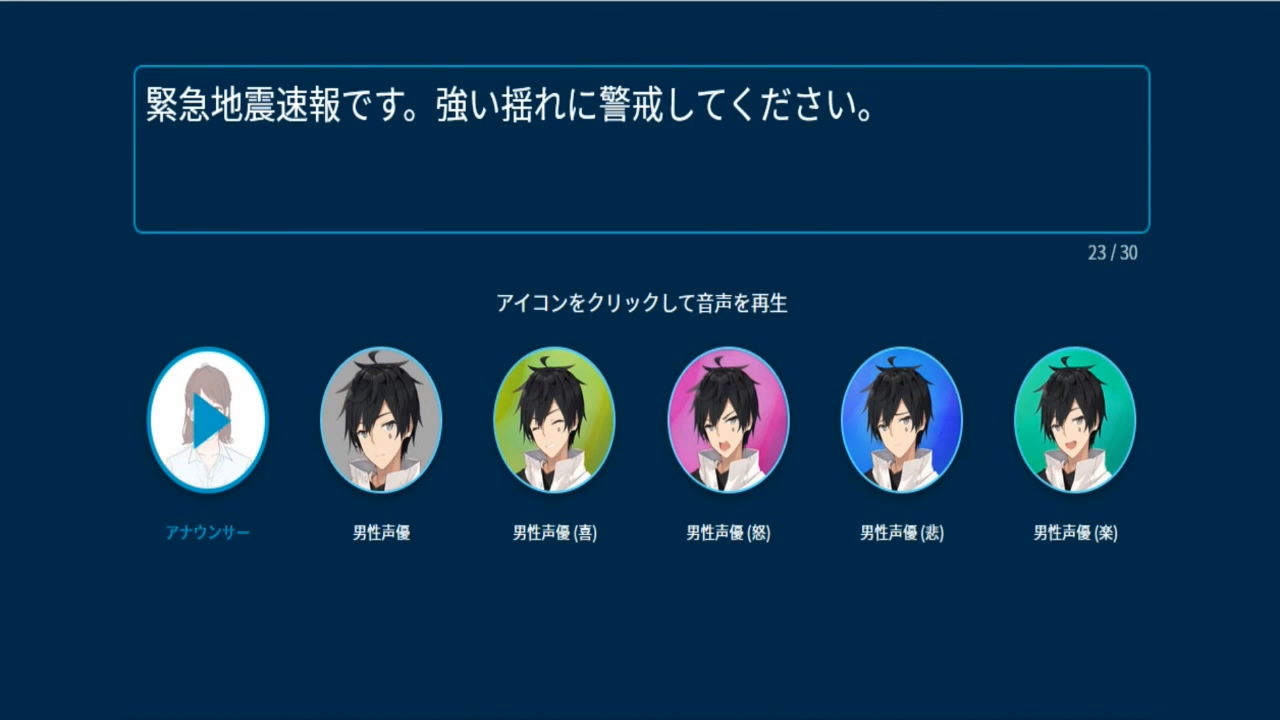 緊急地震速報です。強い揺れに警戒してください。
23 / 30
アイコンをクリックして音声を再生
アナウンサー
男性声優
男性声優 (喜)
男性声優 (怒)
男性声優 (悲)
男性声優 (楽)